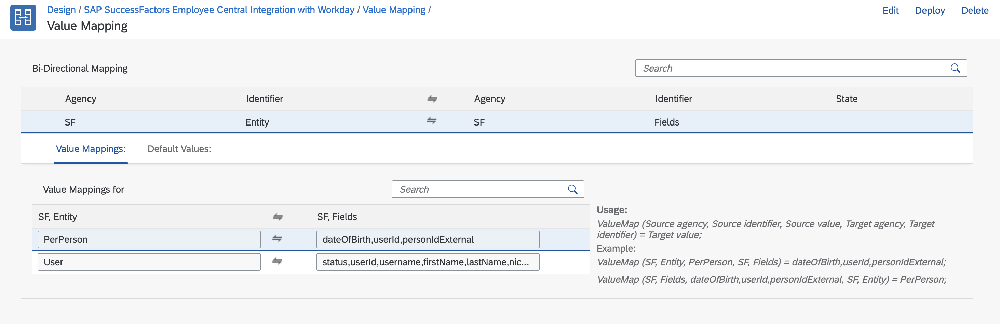 Design / SAP SuccessFactors Employee Central Integration with Workday / Value Mapping /
Value Mapping
Edit Deploy Delete
Bi-Directional Mapping
Search
Agency Identifier ⇌ Agency Identifier State
SF Entity ⇌ SF Fields
Value Mappings: Default Values:
Value Mappings for
Search
SF, Entity ⇌ SF, Fields
PerPerson ⇌ dateOfBirth,userId,personIdExternal
User ⇌ status,userId,username,firstName,lastName,nic...
Usage:
ValueMap (Source agency, Source identifier, Source value, Target agency, Target
identifier) = Target value;
Example:
ValueMap (SF, Entity, PerPerson, SF, Fields) = dateOfBirth,userId,personIdExternal;
ValueMap (SF, Fields, dateOfBirth,userId,personIdExternal, SF, Entity) = PerPerson;